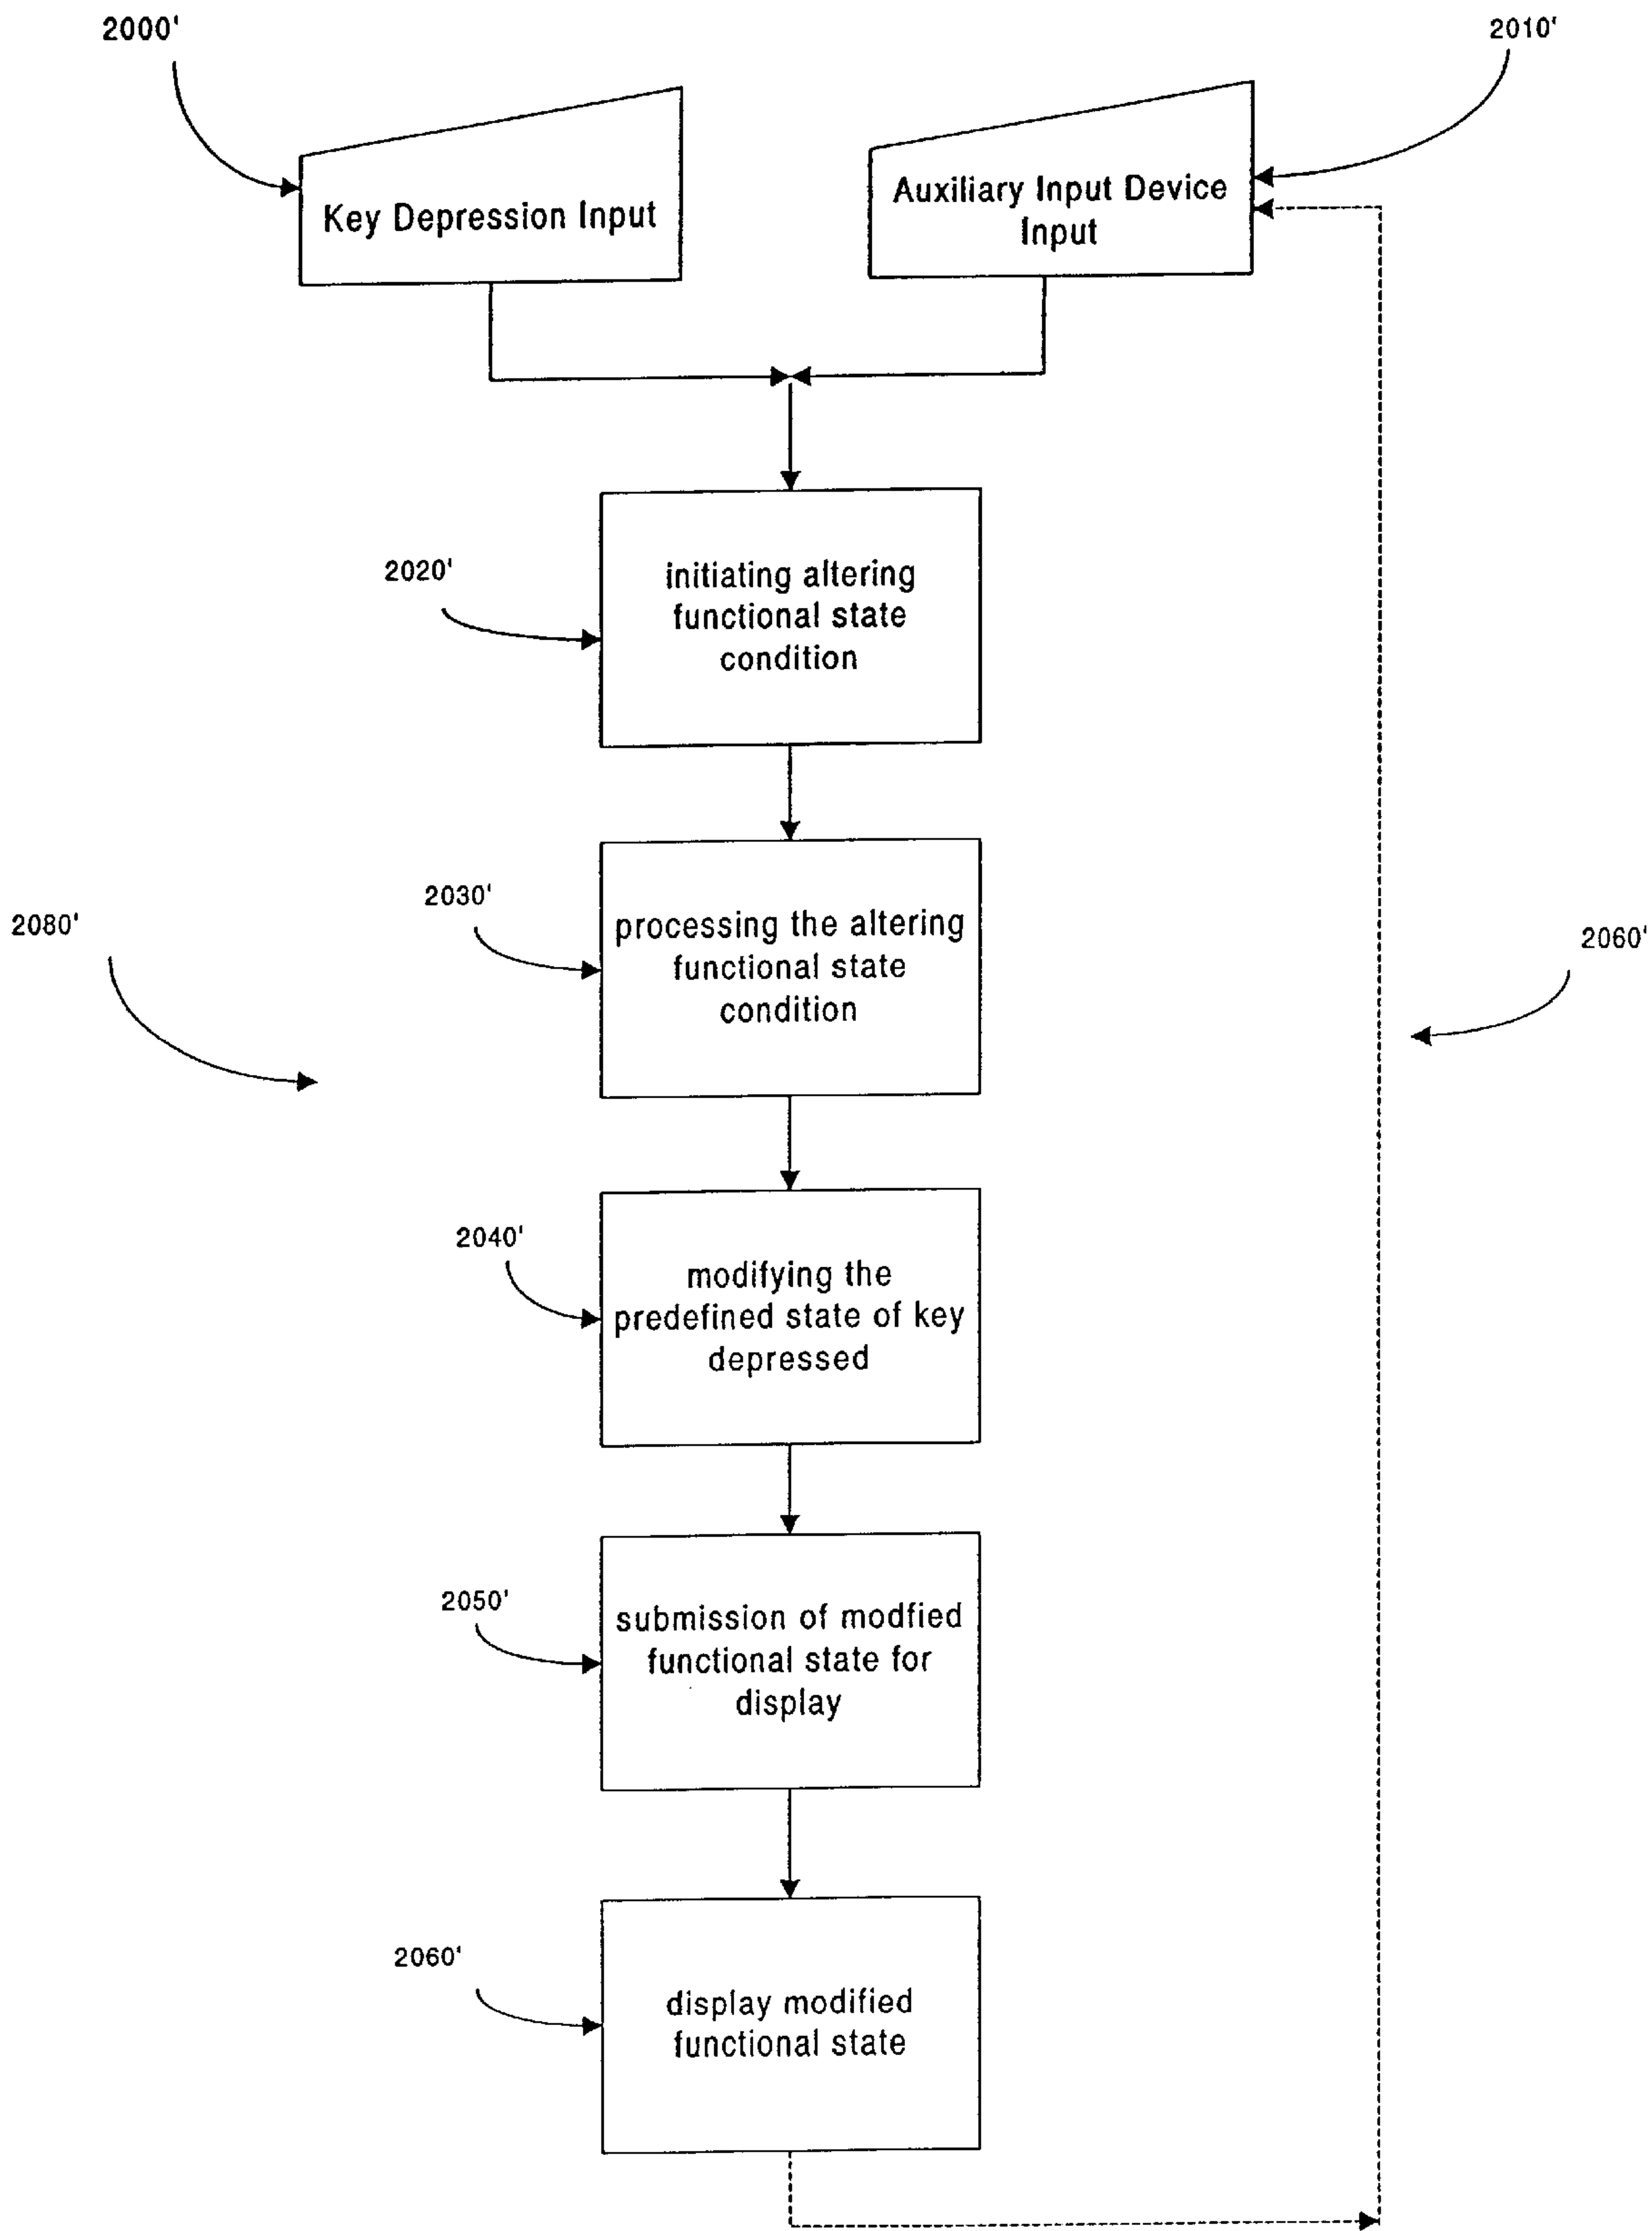 2000'
2010'
Key Depression Input
Auxiliary Input Device
Input
2020'
initiating altering
functional state
condition
2030'
processing the altering
functional state
condition
2080'
2060'
2040'
modifying the
predefined state of key
depressed
2050'
submission of modfied
functional state for
display
2060'
display modified
functional state